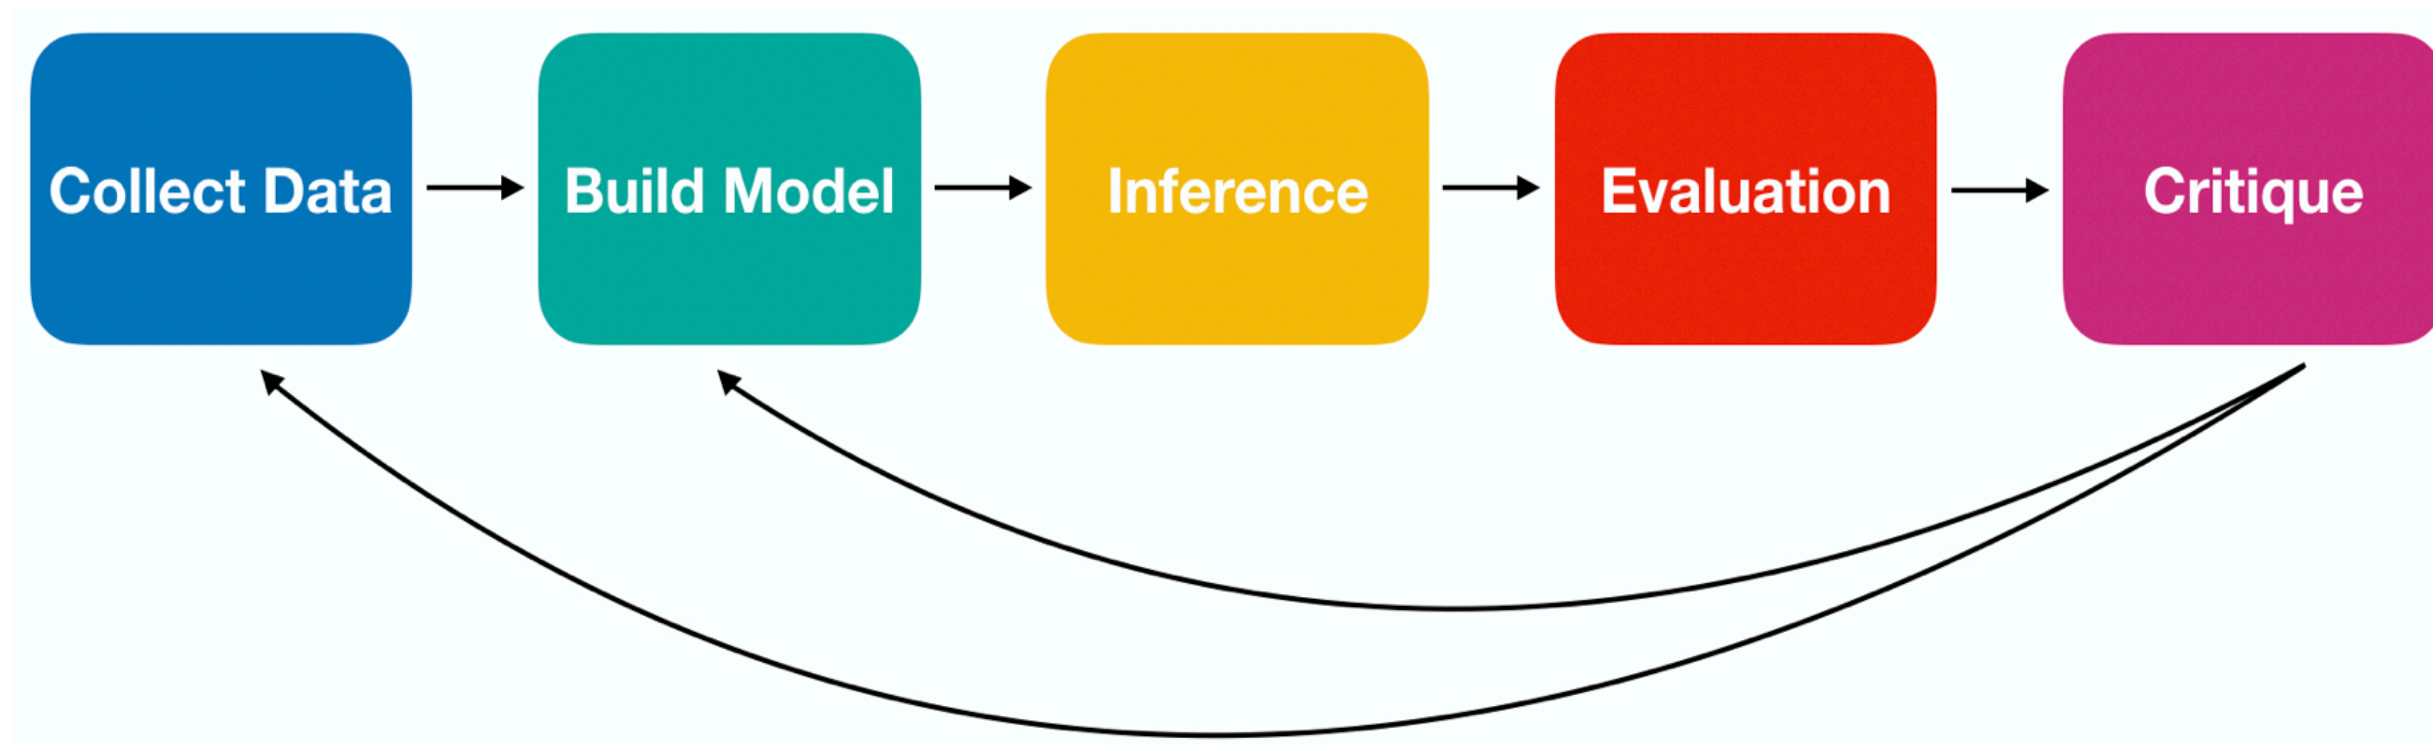 Collect Data
Build Model
Inference
Evaluation
Critique